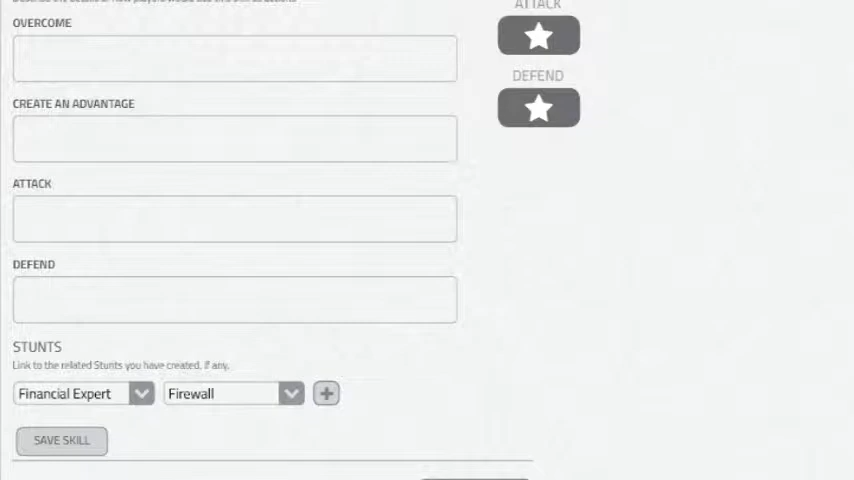 ATTACK
OVERCOME
DEFEND
CREATE AN ADVANTAGE
ATTACK
DEFEND
STUNTS
Link to the related Stunts you have created, if any.
Financial Expert Firewall
SAVE SKILL